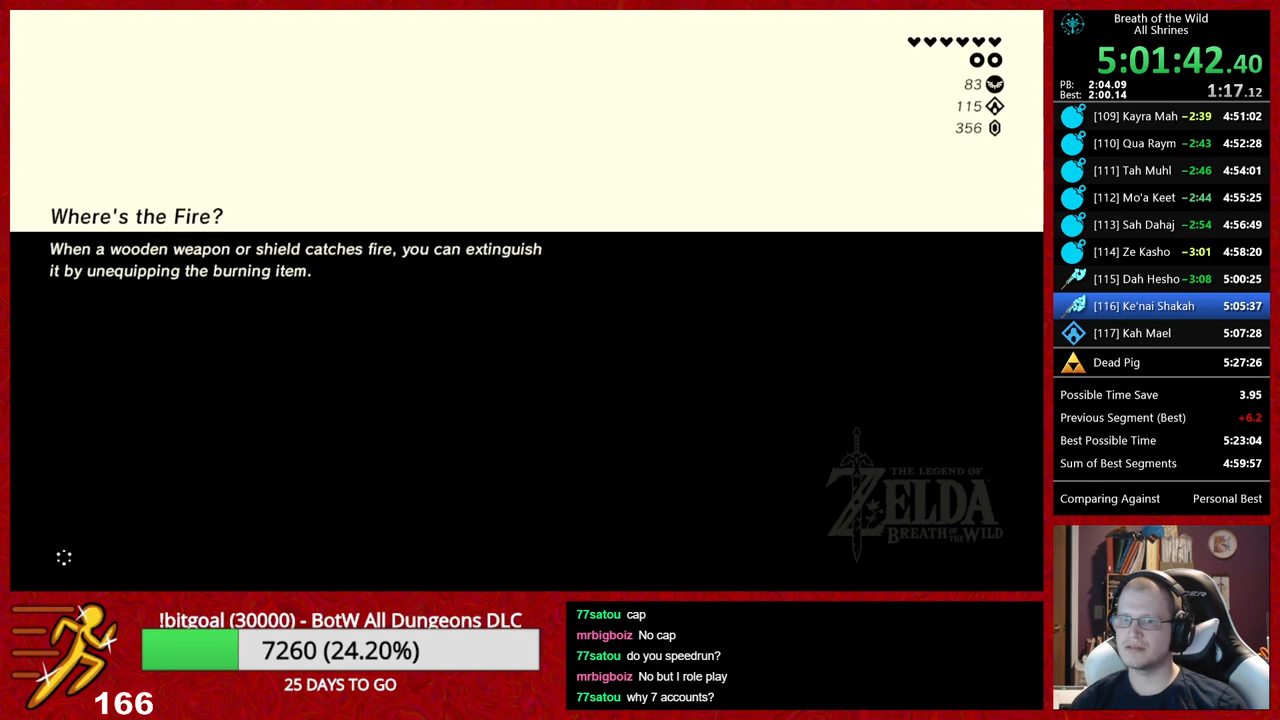 83
115
356
Where's the Fire?
When a wooden weapon or shield catches fire, you can extinguish
it by unequipping the burning item.
THE LEGEND OF
ZELDA
BREATH OF THE WILD
Breath of the Wild
All Shrines
5:01:42.40
PB: 2:04.09
Best: 2:00.14
1:17.12
[109] Kayra Mah −2:39 4:51:02
[110] Qua Raym −2:43 4:52:28
[111] Tah Muhl −2:46 4:54:01
[112] Mo'a Keet −2:44 4:55:25
[113] Sah Dahaj −2:54 4:56:49
[114] Ze Kasho −3:01 4:58:20
[115] Dah Hesho −3:08 5:00:25
[116] Ke'nai Shakah 5:05:37
[117] Kah Mael 5:07:28
Dead Pig 5:27:26
Possible Time Save 3.95
Previous Segment (Best) +6.2
Best Possible Time 5:23:04
Sum of Best Segments 4:59:57
Comparing Against Personal Best
166
!bitgoal (30000) - BotW All Dungeons DLC
7260 (24.20%)
25 DAYS TO GO
77satou cap
mrbigboiz No cap
77satou do you speedrun?
mrbigboiz No but I role play
77satou why 7 accounts?